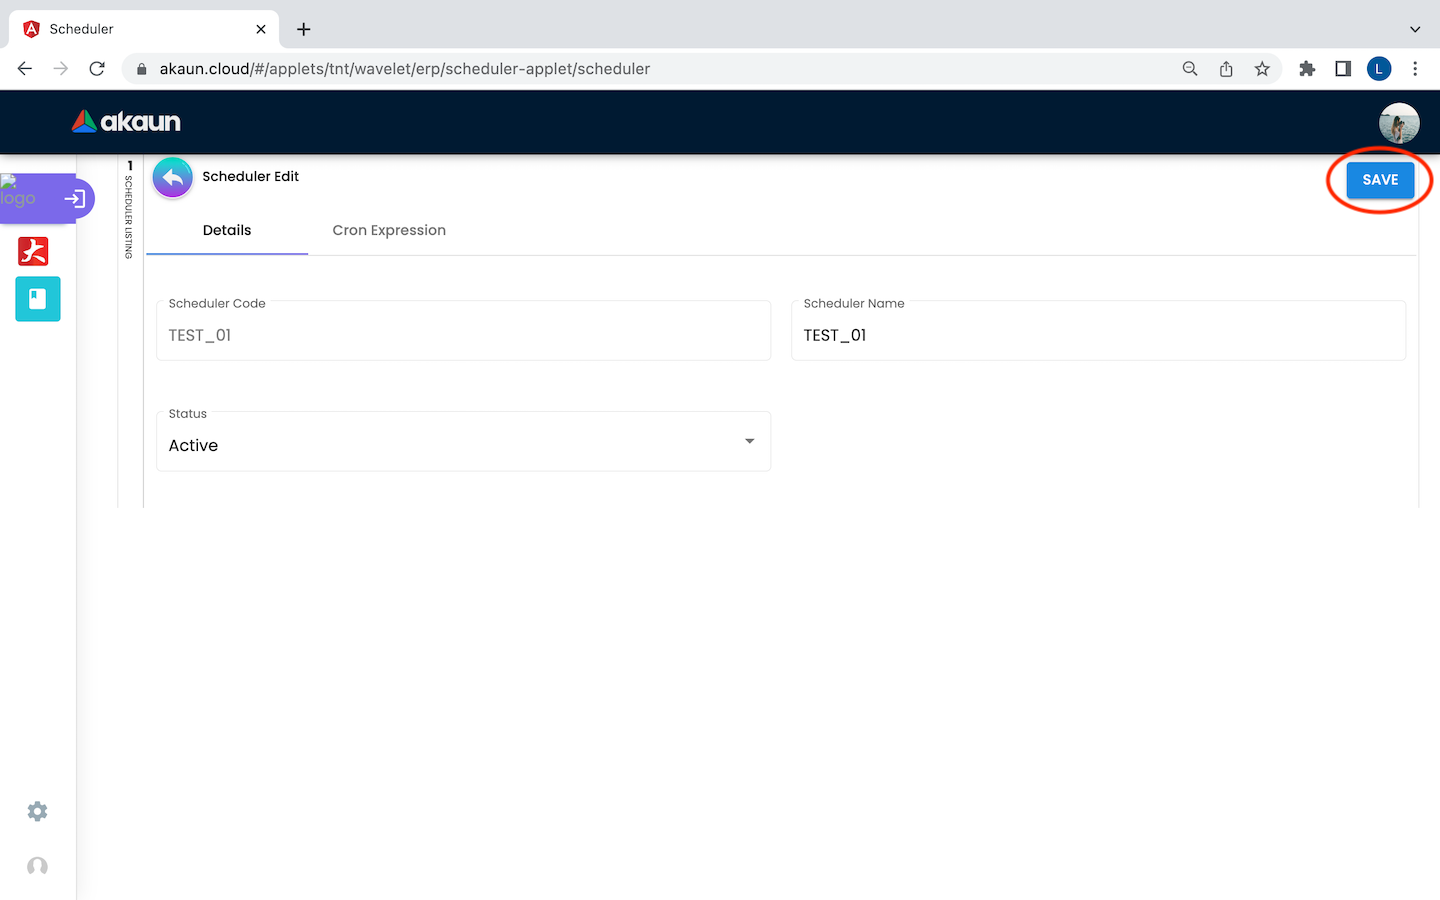 Scheduler
akaun.cloud/#/applets/tnt/wavelet/erp/scheduler-applet/scheduler
L
akaun
logo
1
SCHEDULER LISTING
Scheduler Edit
SAVE
Details
Cron Expression
Scheduler Code
TEST_01
Scheduler Name
TEST_01
Status
Active